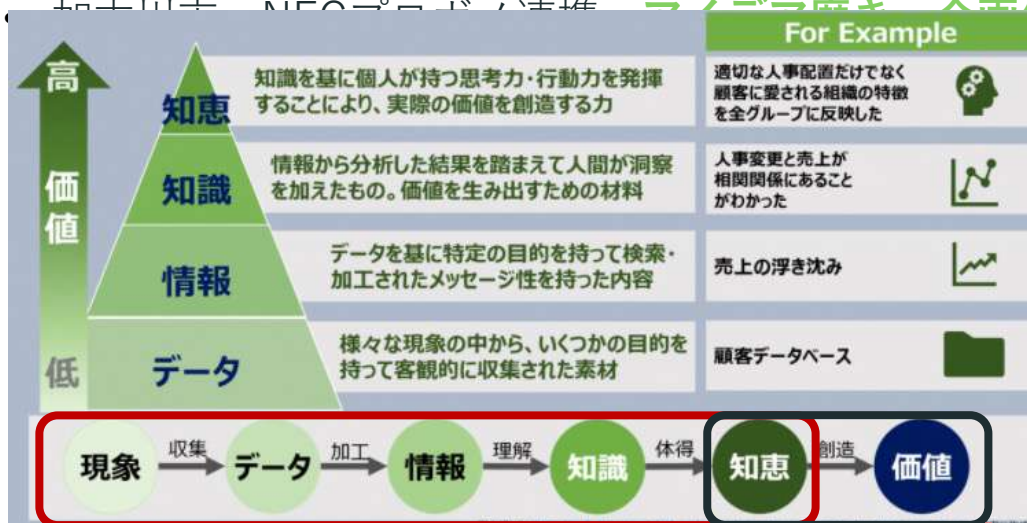 For Example
高
価
値
低
知恵
知識を基に個人が持つ思考力・行動力を発揮
することにより、実際の価値を創造する力
適切な人事配置だけでなく
顧客に愛される組織の特徴
を全グループに反映した
知識
情報から分析した結果を踏まえて人間が洞察
を加えたもの。価値を生み出すための材料
人事変更と売上が
相関関係にあること
がわかった
情報
データを基に特定の目的を持って検索・
加工されたメッセージ性を持った内容
売上の浮き沈み
データ
様々な現象の中から、いくつかの目的を
持って客観的に収集された素材
顧客データベース
現象 収集 データ 加工 情報 理解 知識 体得 知恵 創造 価値